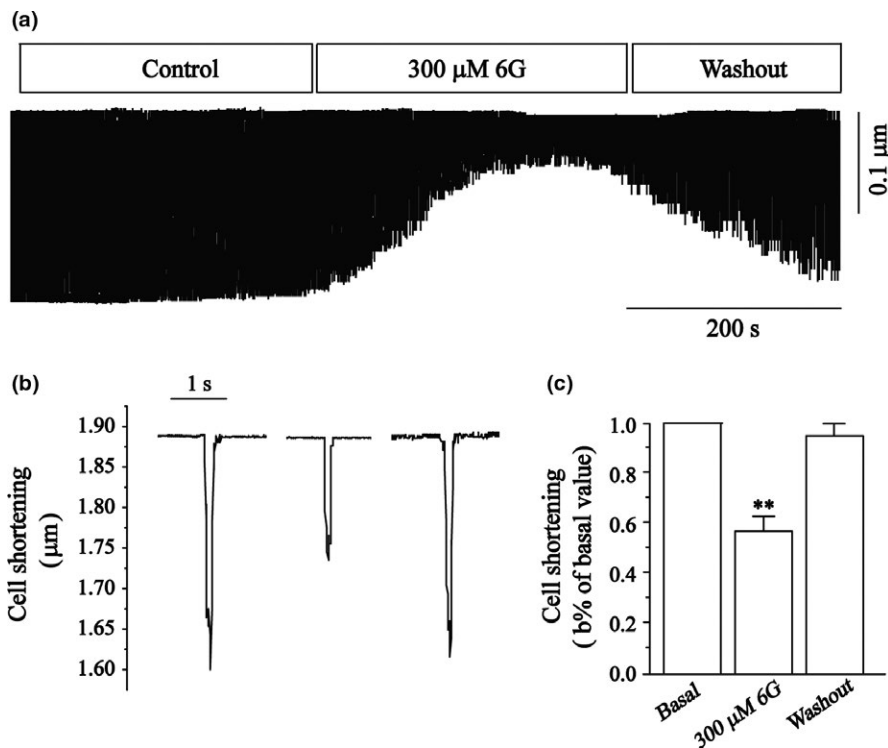 (a)
Control 300 μM 6G Washout
0.1 μm
200 s
(b)
1 s
1.90
1.85
1.80
1.75
1.70
1.65
1.60
Cell shortening
(μm)
(c)
1.0
0.8
0.6
0.4
0.2
0.0
Cell shortening
( b% of basal value)
**
Basal
300 μM 6G
Washout